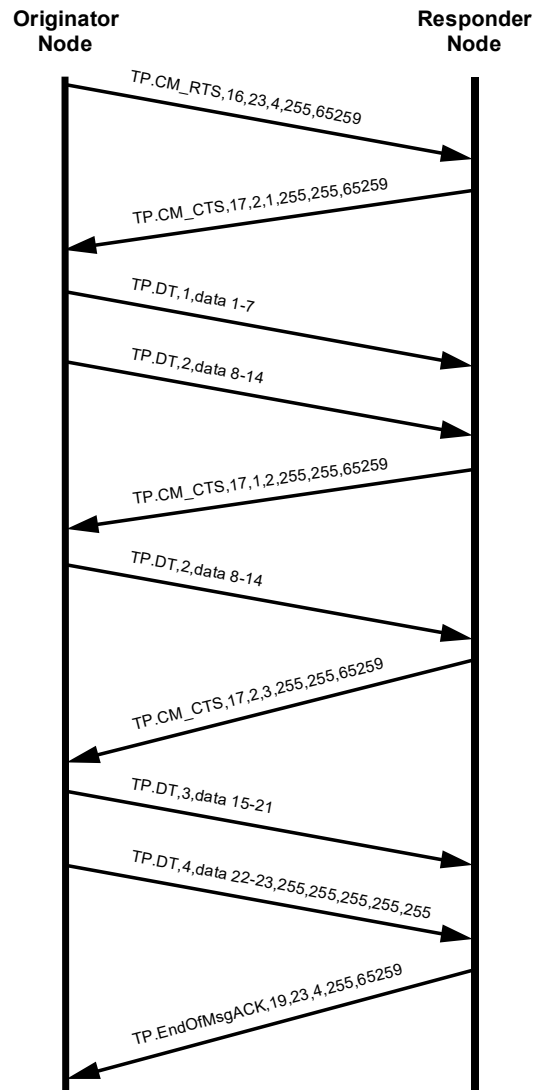 Originator
Node
Responder
Node
TP.CM_RTS,16,23,4,255,65259
TP.CM_CTS,17,2,1,255,255,65259
TP.DT,1,data 1-7
TP.DT,2,data 8-14
TP.CM_CTS,17,1,2,255,255,65259
TP.DT,2,data 8-14
TP.CM_CTS,17,2,3,255,255,65259
TP.DT,3,data 15-21
TP.DT,4,data 22-23,255,255,255,255,255
TP.EndOfMsgACK,19,23,4,255,65259